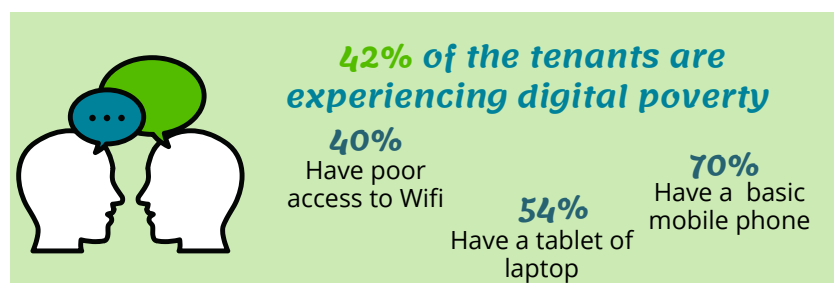 42% of the tenants are
experiencing digital poverty
40%
Have poor
access to Wifi
54%
Have a tablet of
laptop
70%
Have a  basic
mobile phone